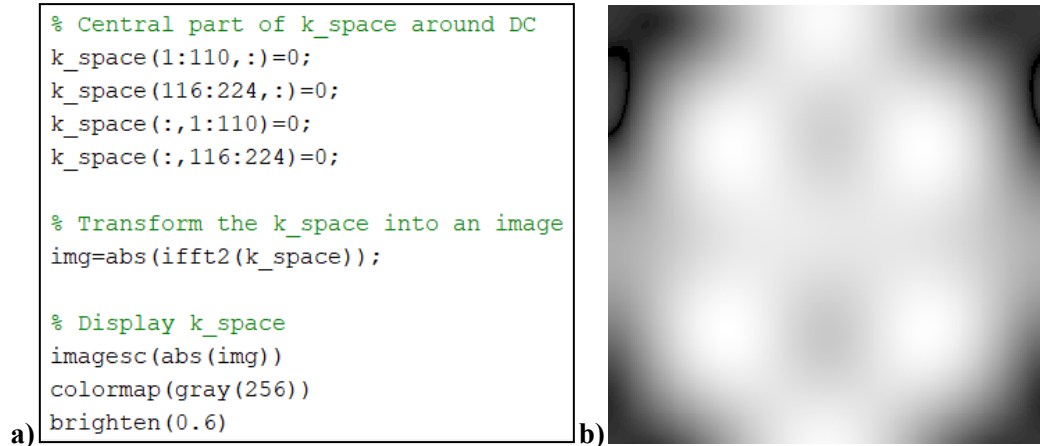 % Central part of k_space around DC
k_space(1:110,:)=0;
k_space(116:224,:)=0;
k_space(:,1:110)=0;
k_space(:,116:224)=0;
% Transform the k_space into an image
img=abs(ifft2(k_space));
% Display k_space
imagesc(abs(img))
colormap(gray(256))
brighten(0.6)
a)
b)